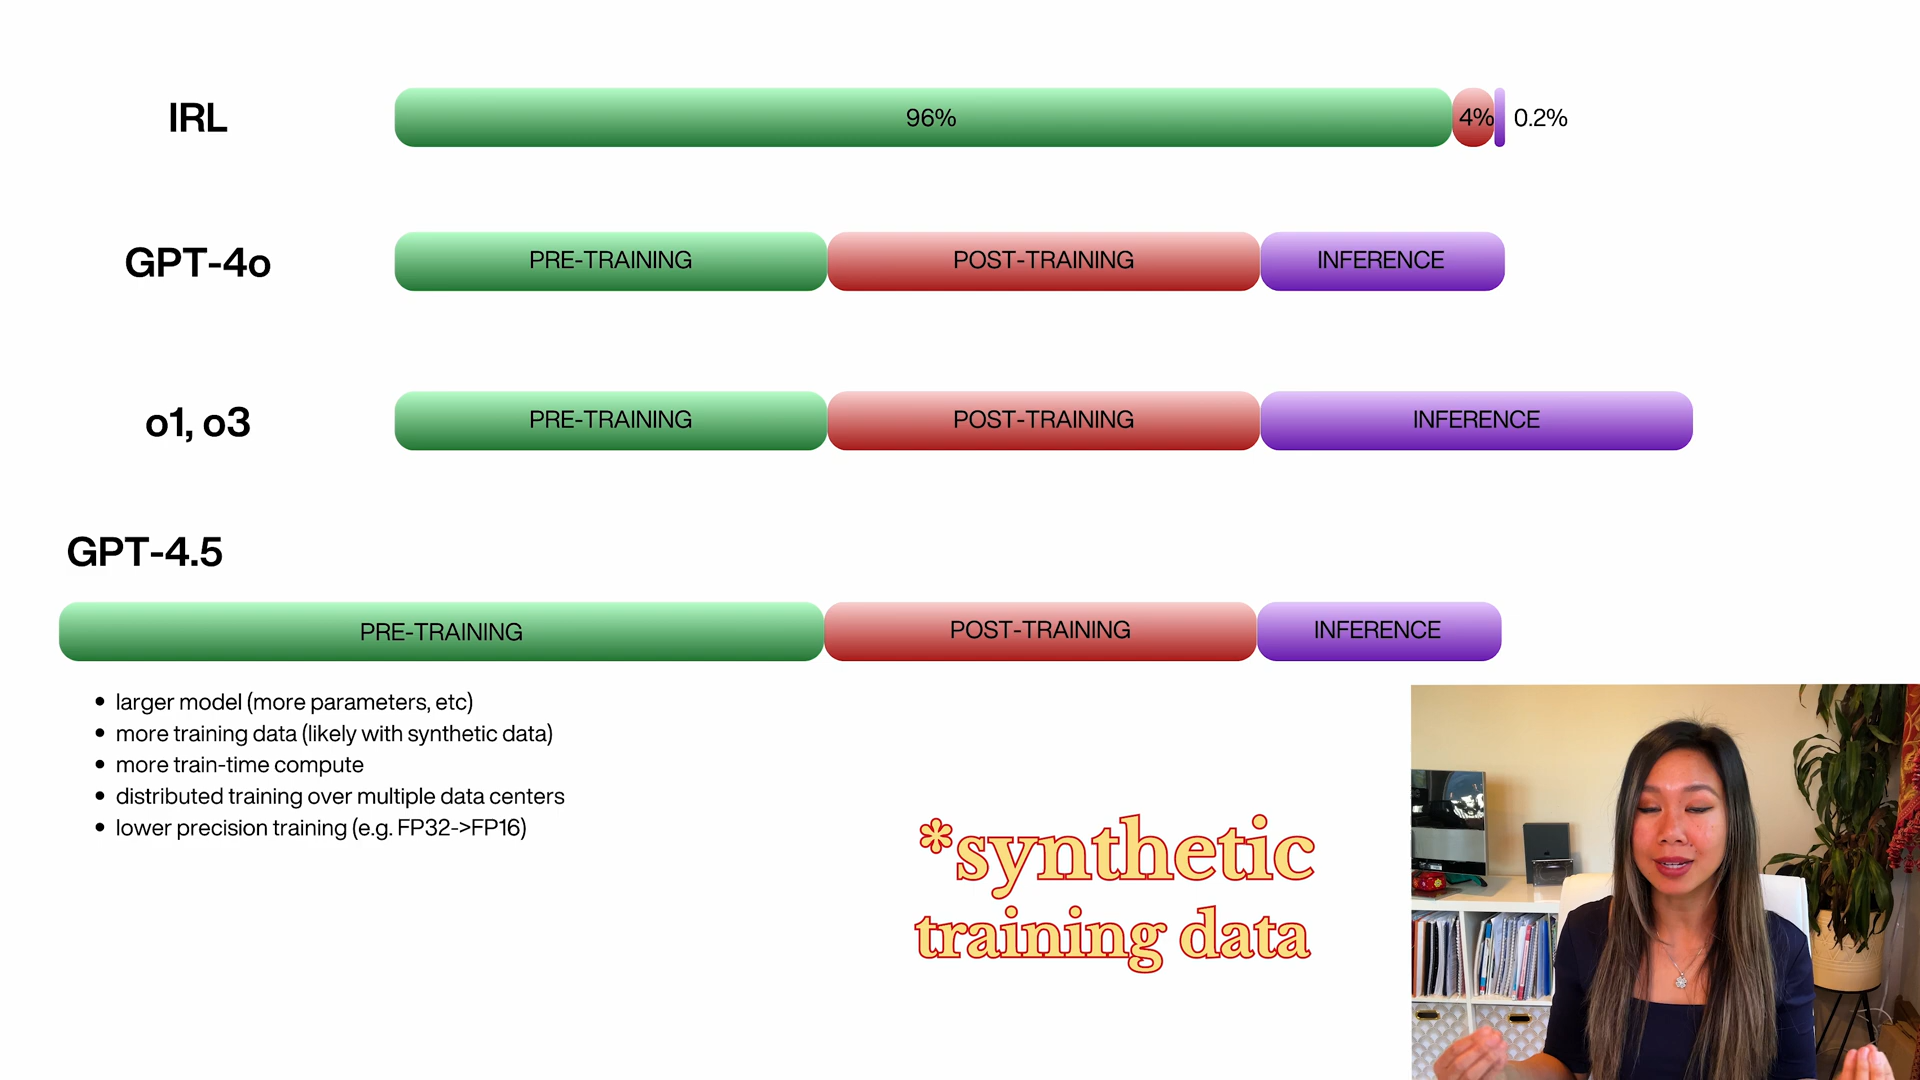 IRL
96%
4%
0.2%
GPT-4o
PRE-TRAINING
POST-TRAINING
INFERENCE
o1, o3
PRE-TRAINING
POST-TRAINING
INFERENCE
GPT-4.5
PRE-TRAINING
POST-TRAINING
INFERENCE
• larger model (more parameters, etc)
• more training data (likely with synthetic data)
• more train-time compute
• distributed training over multiple data centers
• lower precision training (e.g. FP32->FP16)
*synthetic
training data